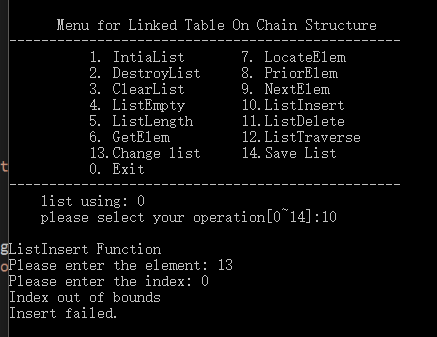 Menu for Linked Table On Chain Structure
-------------------------------------------------
1. IntiaList 7. LocateElem
2. DestroyList 8. PriorElem
3. ClearList 9. NextElem
4. ListEmpty 10.ListInsert
5. ListLength 11.ListDelete
6. GetElem 12.ListTraverse
13.Change list 14.Save List
0. Exit
-------------------------------------------------
list using: 0
please select your operation[0~14]:10
ListInsert Function
Please enter the element: 13
Please enter the index: 0
Index out of bounds
Insert failed.